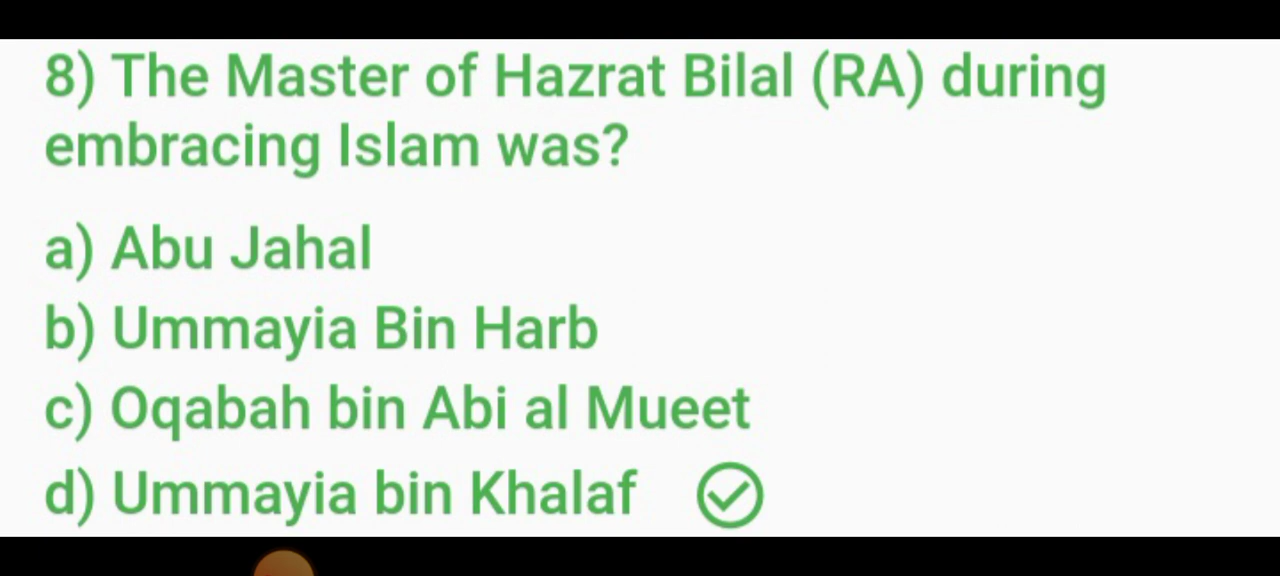 8) The Master of Hazrat Bilal (RA) during
embracing Islam was?
a) Abu Jahal
b) Ummayia Bin Harb
c) Oqabah bin Abi al Mueet
d) Ummayia bin Khalaf